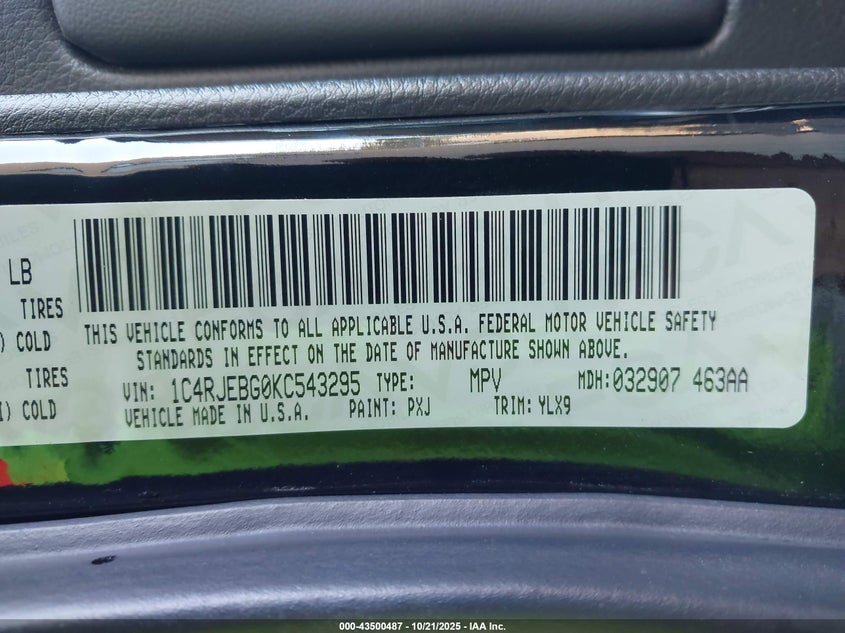 LB
TIRES
) COLD
TIRES
I) COLD
THIS VEHICLE CONFORMS TO ALL APPLICABLE U.S.A. FEDERAL MOTOR VEHICLE SAFETY
STANDARDS IN EFFECT ON THE DATE OF MANUFACTURE SHOWN ABOVE.
VIN: 1C4RJEBG0KC543295 TYPE: MPV MDH:032907 463AA
VEHICLE MADE IN U.S.A. PAINT: PXJ TRIM:YLX9
000-43500487 - 10/21/2025 - IAA Inc.